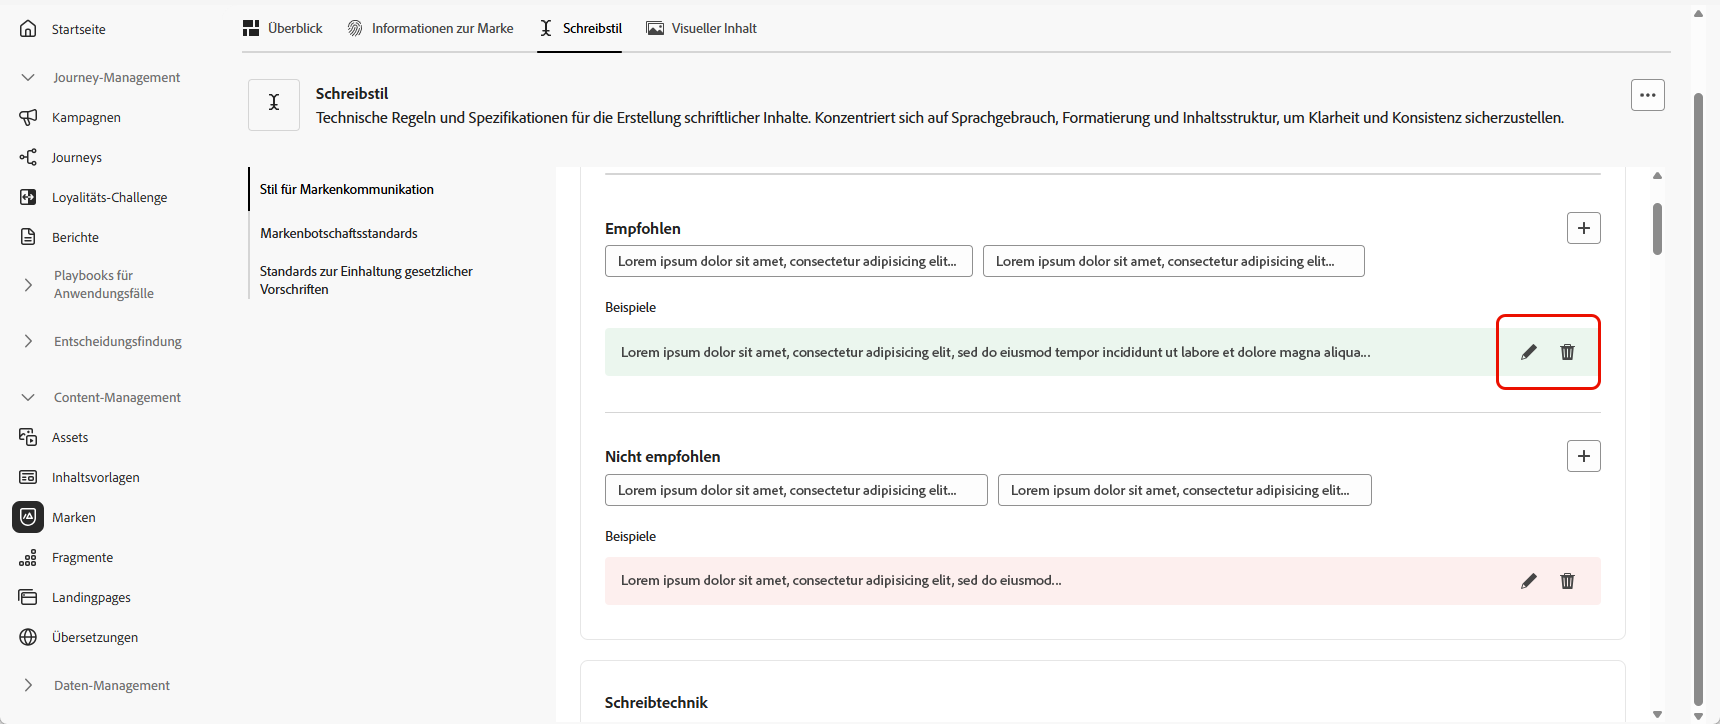 Startseite
Journey-Management
Kampagnen
Journeys
Loyalitäts-Challenge
Berichte
Playbooks für
Anwendungsfälle
Entscheidungsfindung
Content-Management
Assets
Inhaltsvorlagen
Marken
Fragmente
Landingpages
Übersetzungen
Daten-Management
Überblick
Informationen zur Marke
Schreibstil
Visueller Inhalt
Schreibstil
Technische Regeln und Spezifikationen für die Erstellung schriftlicher Inhalte. Konzentriert sich auf Sprachgebrauch, Formatierung und Inhaltsstruktur, um Klarheit und Konsistenz sicherzustellen.
Stil für Markenkommunikation
Markenbotschaftsstandards
Standards zur Einhaltung gesetzlicher
Vorschriften
Empfohlen
Lorem ipsum dolor sit amet, consectetur adipisicing elit...
Lorem ipsum dolor sit amet, consectetur adipisicing elit...
Beispiele
Lorem ipsum dolor sit amet, consectetur adipisicing elit, sed do eiusmod tempor incididunt ut labore et dolore magna aliqua...
Nicht empfohlen
Lorem ipsum dolor sit amet, consectetur adipisicing elit...
Lorem ipsum dolor sit amet, consectetur adipisicing elit...
Beispiele
Lorem ipsum dolor sit amet, consectetur adipisicing elit, sed do eiusmod...
Schreibtechnik